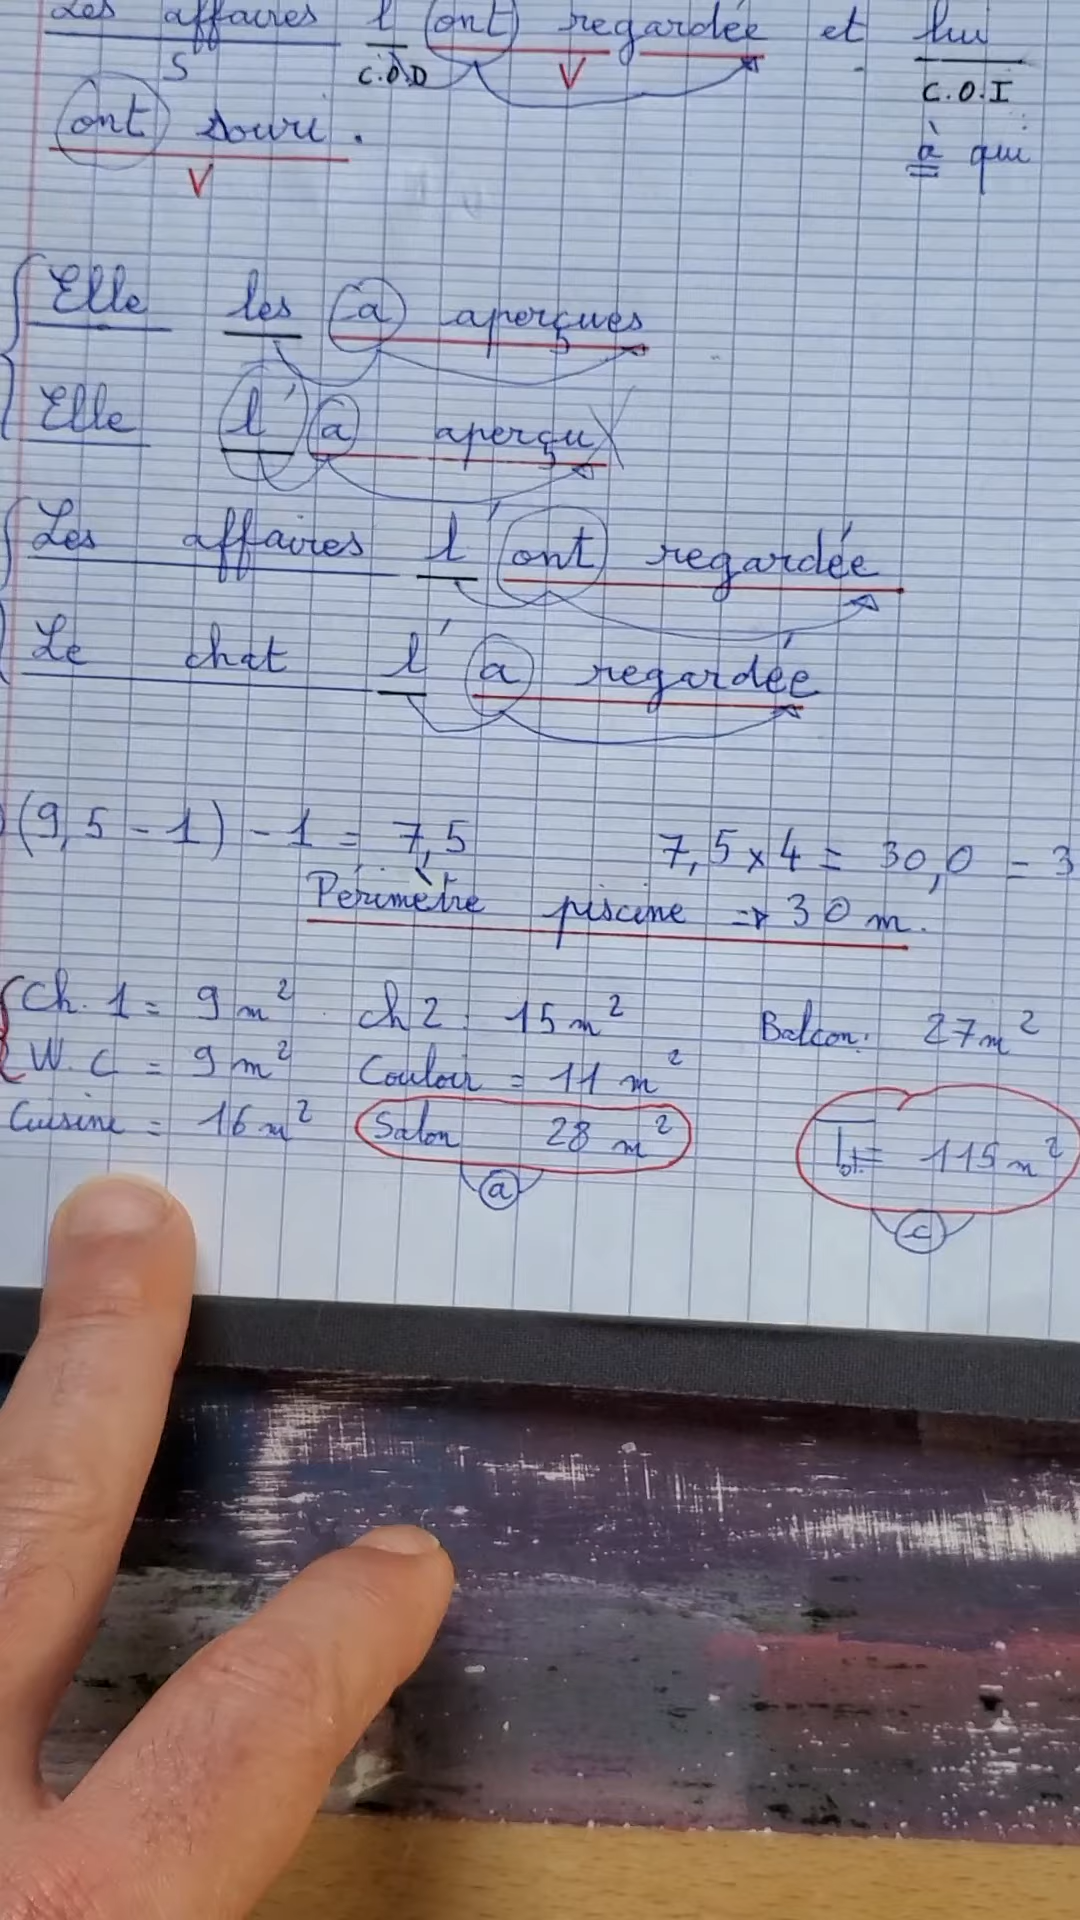 Les affaires l'ont regardée et lui
S C.O.D V C.O.I
ont souri.
V à qui
Elle les a aperçues
Elle l'a aperçu
Les affaires l'ont regardée
Le chat l'a regardée
(9,5 - 1) - 1 = 7,5 7,5 x 4 = 30,0 = 3
Périmètre piscine => 30 m.
Ch. 1 = 9 m² ch 2 : 15 m² Balcon : 27 m²
W.C = 9 m² Couloir = 11 m²
Cuisine = 16 m² Salon 28 m² Tot = 115 m²
a c